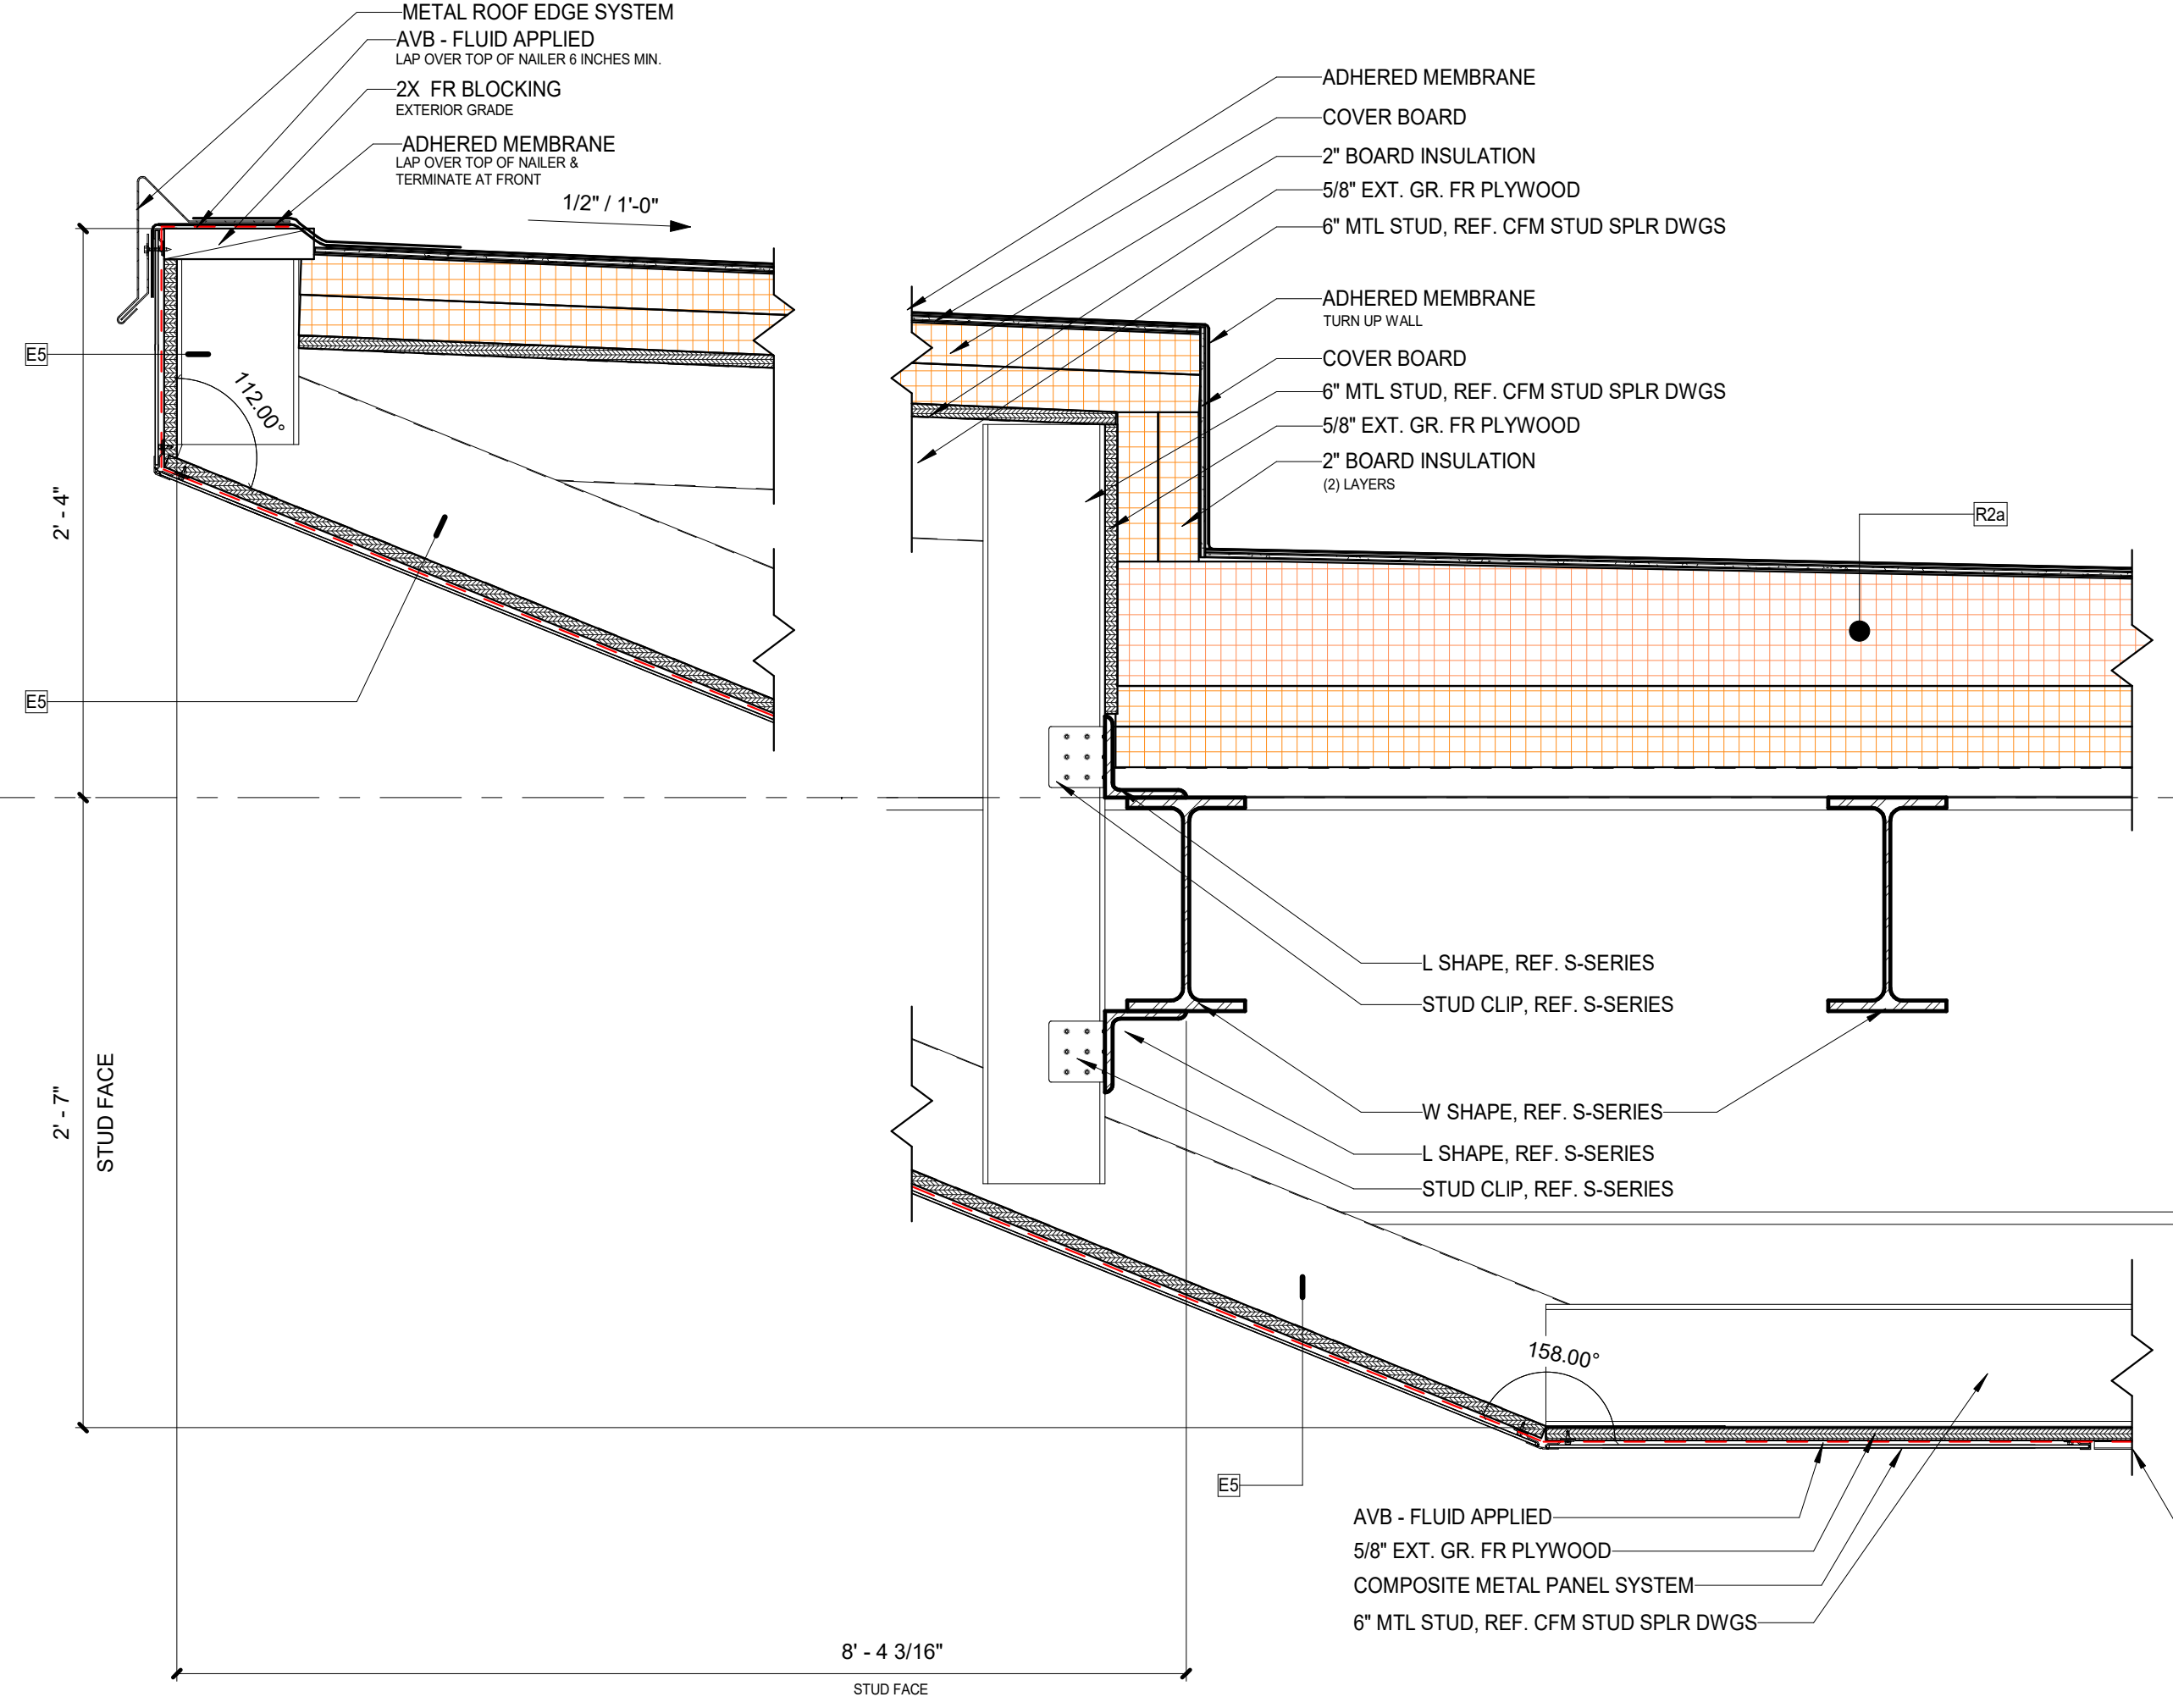 METAL ROOF EDGE SYSTEM
AVB - FLUID APPLIED
LAP OVER TOP OF NAILER 6 INCHES MIN.
2X  FR BLOCKING
EXTERIOR GRADE
ADHERED MEMBRANE
LAP OVER TOP OF NAILER &
TERMINATE AT FRONT
1/2" / 1'-0"
ADHERED MEMBRANE
COVER BOARD
2" BOARD INSULATION
5/8" EXT. GR. FR PLYWOOD
6" MTL STUD, REF. CFM STUD SPLR DWGS
ADHERED MEMBRANE
TURN UP WALL
COVER BOARD
6" MTL STUD, REF. CFM STUD SPLR DWGS
5/8" EXT. GR. FR PLYWOOD
2" BOARD INSULATION
(2) LAYERS
R2a
E5
112.00°
2' - 4"
E5
L SHAPE, REF. S-SERIES
STUD CLIP, REF. S-SERIES
W SHAPE, REF. S-SERIES
L SHAPE, REF. S-SERIES
STUD CLIP, REF. S-SERIES
2' - 7"
STUD FACE
158.00°
E5
AVB - FLUID APPLIED
5/8" EXT. GR. FR PLYWOOD
COMPOSITE METAL PANEL SYSTEM
6" MTL STUD, REF. CFM STUD SPLR DWGS
8' - 4 3/16"
STUD FACE